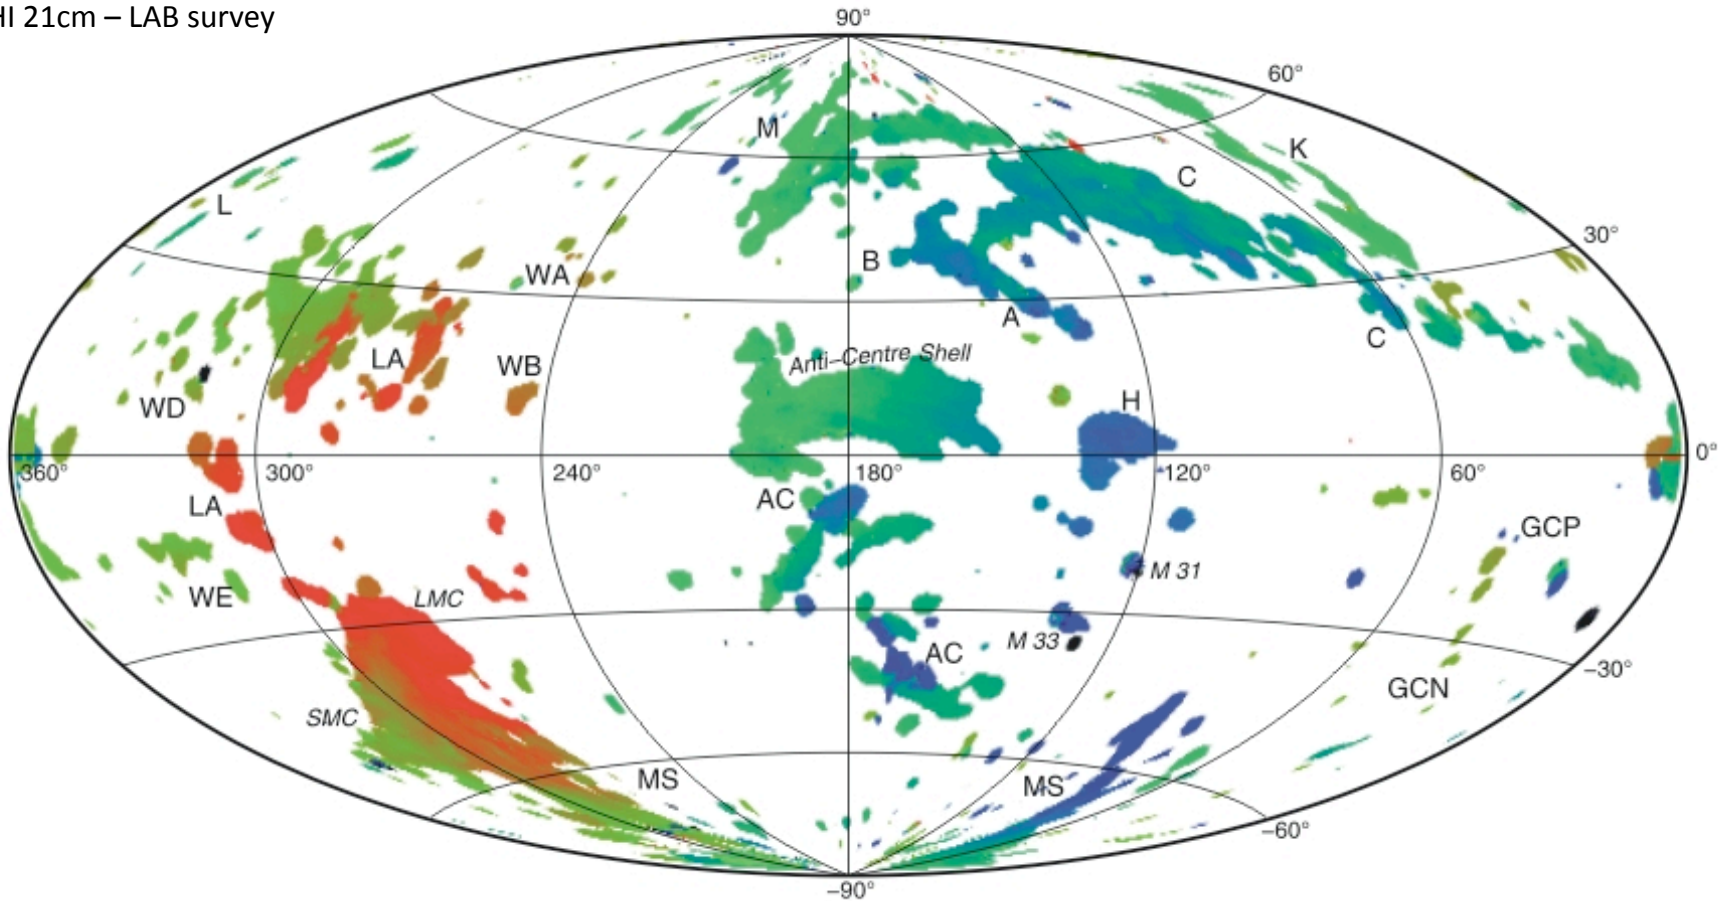 HI 21cm – LAB survey
90°
60°
M
K
C
L
30°
B
WA
A
C
LA
Anti–Centre Shell
WB
WD
H
0°
360°
300°
240°
180°
120°
60°
AC
LA
GCP
M 31
WE
LMC
M 33
AC
–30°
GCN
SMC
MS
MS
–60°
–90°